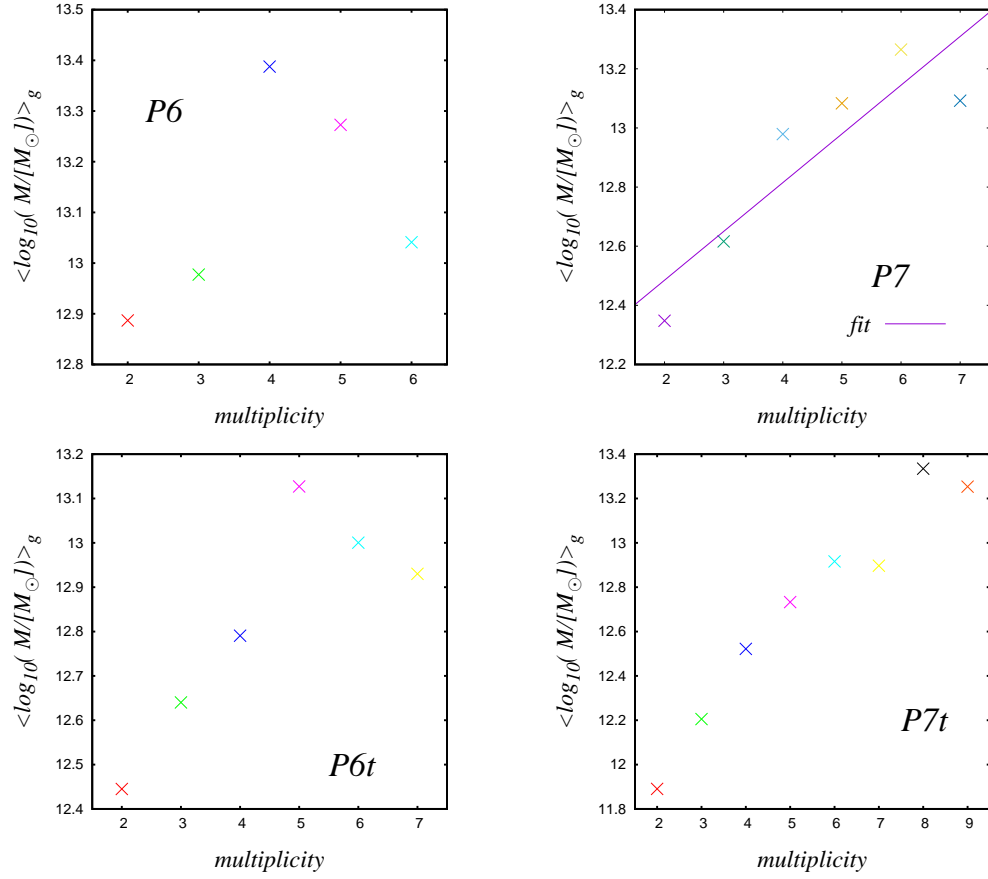 13.5
13.4
13.3
13.2
13.1
13
12.9
12.8
2 3 4 5 6
<log10( M/[M⊙])>g
multiplicity
P6
13.4
13.2
13
12.8
12.6
12.4
12.2
2 3 4 5 6 7
<log10( M/[M⊙])>g
multiplicity
P7
fit
13.2
13.1
13
12.9
12.8
12.7
12.6
12.5
12.4
2 3 4 5 6 7
<log10( M/[M⊙])>g
multiplicity
P6t
13.4
13.2
13
12.8
12.6
12.4
12.2
12
11.8
2 3 4 5 6 7 8 9
<log10( M/[M⊙])>g
multiplicity
P7t